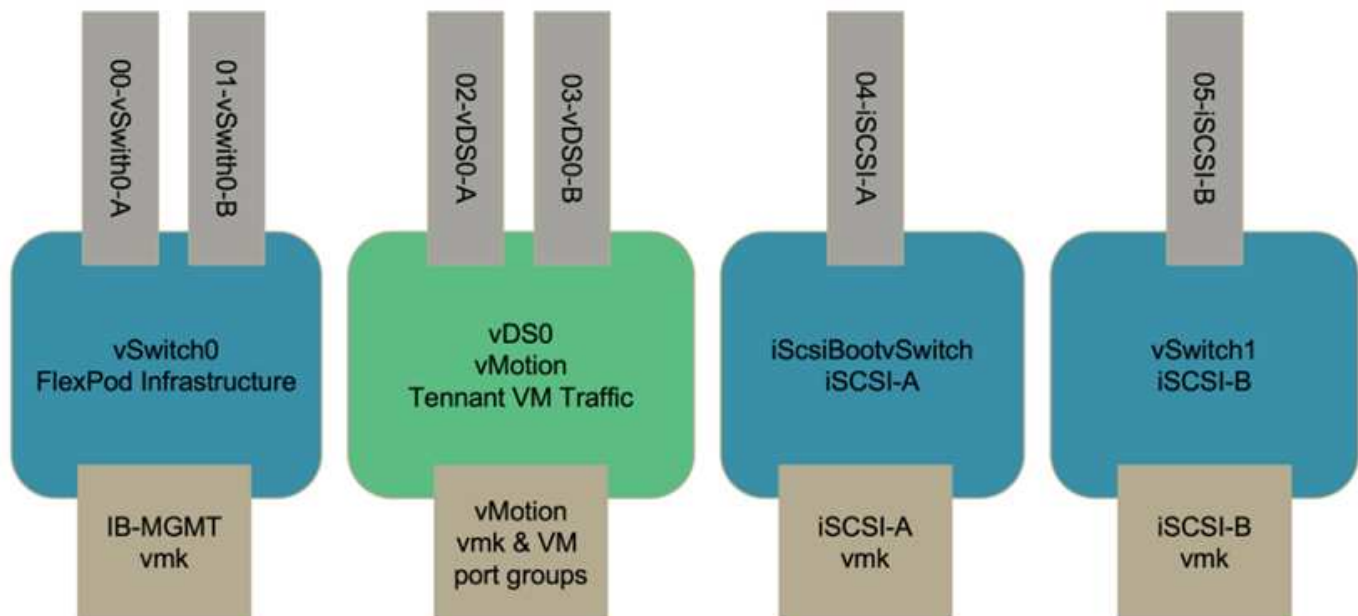 00-vSwith0-A
01-vSwith0-B
02-vDS0-A
03-vDS0-B
04-iSCSI-A
05-iSCSI-B
vSwitch0
FlexPod Infrastructure
vDS0
vMotion
Tennant VM Traffic
iScsiBootvSwitch
iSCSI-A
vSwitch1
iSCSI-B
IB-MGMT
vmk
vMotion
vmk & VM
port groups
iSCSI-A
vmk
iSCSI-B
vmk